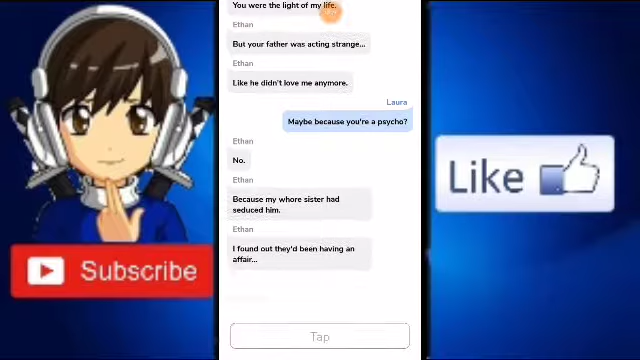 You were the light of my life.
Ethan
But your father was acting strange...
Ethan
Like he didn't love me anymore.
Laura
Maybe because you're a psycho?
Ethan
No.
Ethan
Because my whore sister had
seduced him.
Ethan
I found out they'd been having an
affair...
Tap
Subscribe
Like